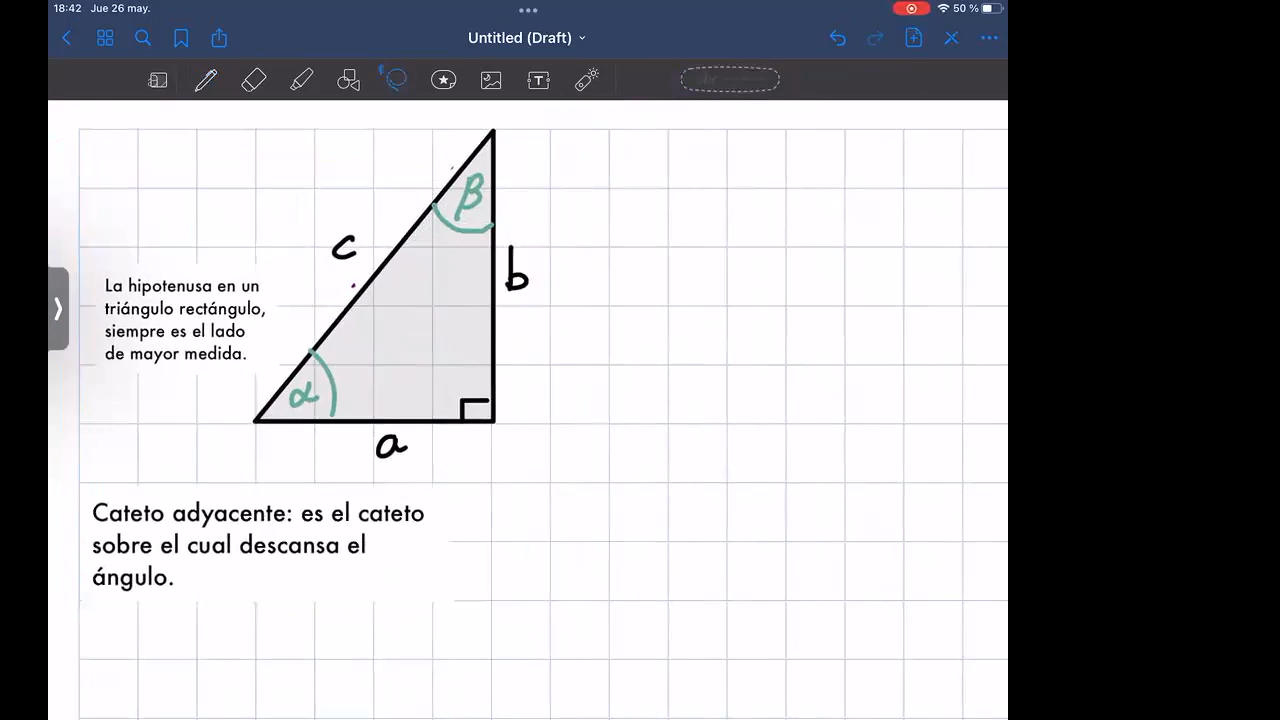 18:42 Jue 26 may.
50 %
Untitled (Draft)
T
β
c
b
La hipotenusa en un
triángulo rectángulo,
siempre es el lado
de mayor medida.
α
a
Cateto adyacente: es el cateto
sobre el cual descansa el
ángulo.